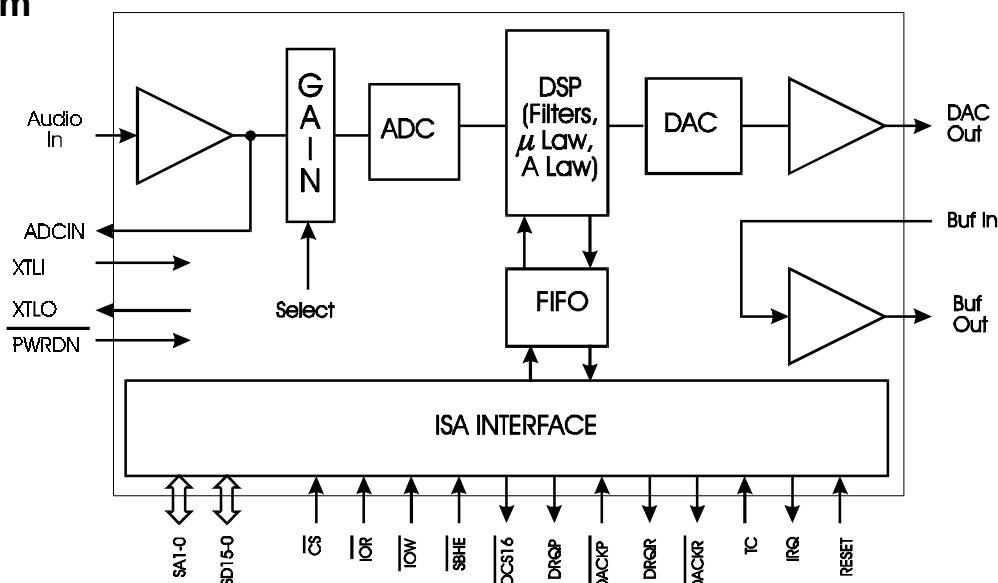 m
Audio
In
ADCIN
XTLI
XTLO
PWRDN
G
A
I
N
Select
ADC
DSP
(Filters,
μ Law,
A Law)
FIFO
DAC
DAC
Out
Buf In
Buf
Out
ISA INTERFACE
SA1-0
SD15-0
CS
IOR
IOW
SBHE
OCS16
DRQP
DACKP
DRQR
DACKR
TC
IRQ
RESET